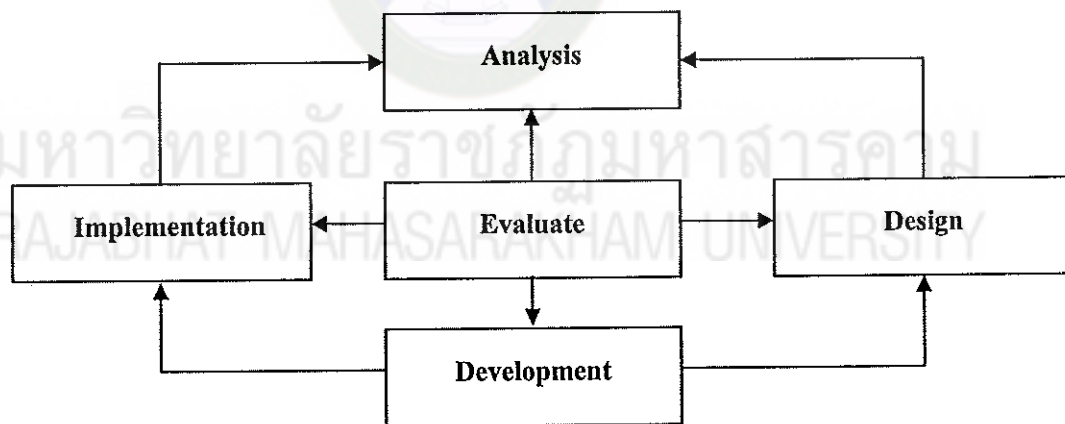 Analysis
มหาวิทยาลัยราชภัฏมหาสารคาม
Implementation
Evaluate
Design
RAJABHAT MAHASARAKHAM UNIVERSITY
Development